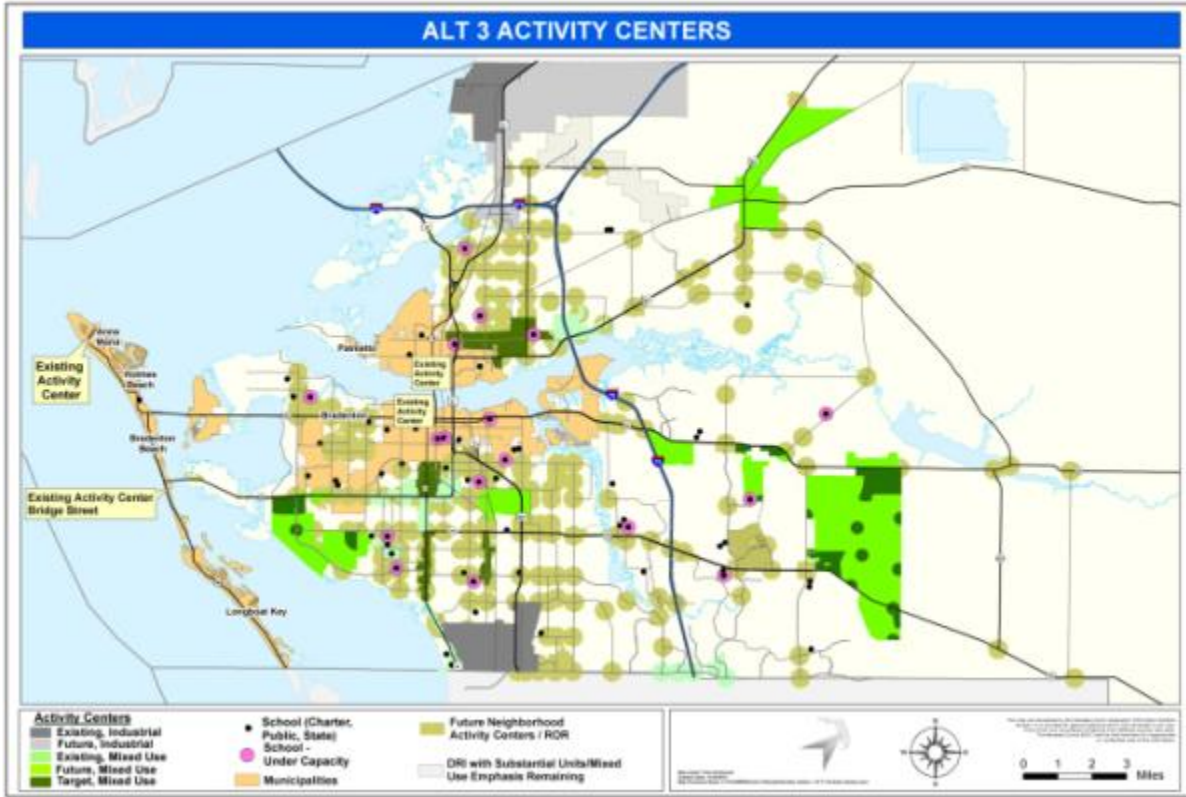 ALT 3 ACTIVITY CENTERS
Anna
Maria
Existing
Activity
Center
Holmes
Beach
Bradenton
Beach
Existing Activity Center
Bridge Street
Longboat Key
Palmetto
Existing
Activity
Center
Existing
Activity
Center
Bradenton
Activity Centers
Existing, Industrial
Future, Industrial
Existing, Mixed Use
Future, Mixed Use
Target, Mixed Use
School (Charter,
Public, State)
School -
Under Capacity
Municipalities
Future Neighborhood
Activity Centers / ROR
DRI with Substantial Units/Mixed
Use Emphasis Remaining
0 1 2 3
Miles